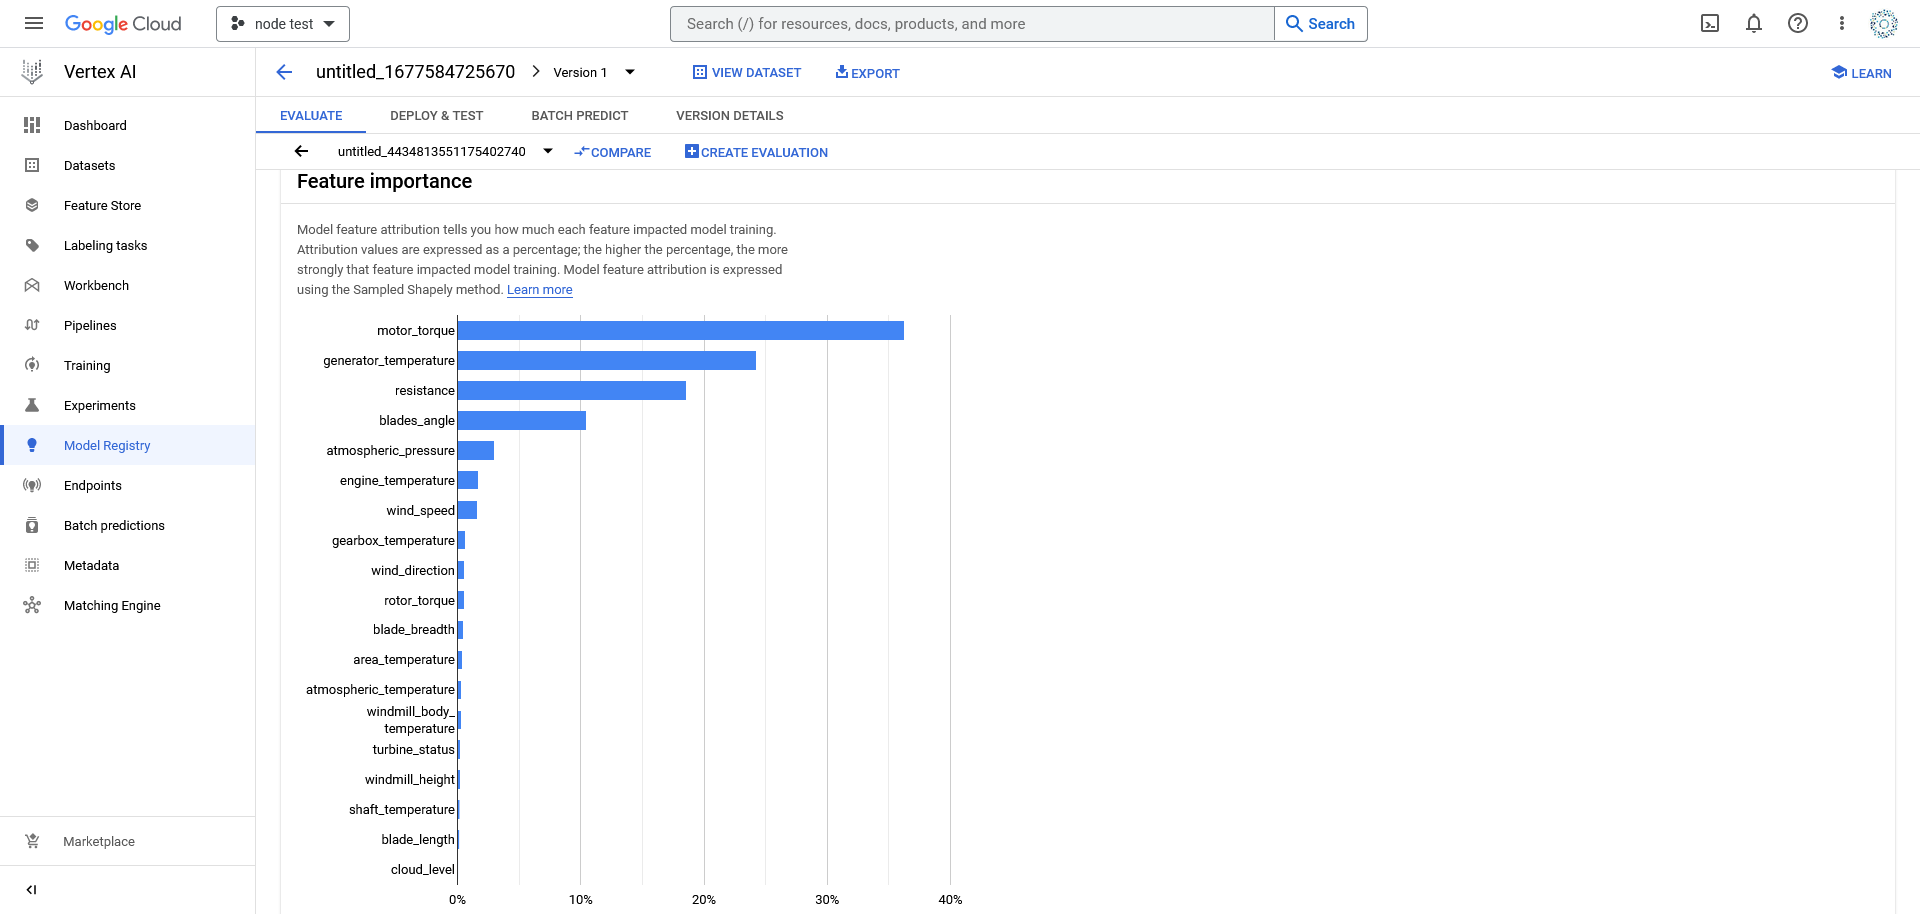 Google Cloud
node test
Search (/) for resources, docs, products, and more
Search
Vertex AI
untitled_1677584725670
Version 1
VIEW DATASET
EXPORT
LEARN
Dashboard
Datasets
Feature Store
Labeling tasks
Workbench
Pipelines
Training
Experiments
Model Registry
Endpoints
Batch predictions
Metadata
Matching Engine
Marketplace
EVALUATE
DEPLOY & TEST
BATCH PREDICT
VERSION DETAILS
untitled_4434813551175402740
COMPARE
CREATE EVALUATION
Feature importance
Model feature attribution tells you how much each feature impacted model training.
Attribution values are expressed as a percentage; the higher the percentage, the more
strongly that feature impacted model training. Model feature attribution is expressed
using the Sampled Shapely method. Learn more
motor_torque
generator_temperature
resistance
blades_angle
atmospheric_pressure
engine_temperature
wind_speed
gearbox_temperature
wind_direction
rotor_torque
blade_breadth
area_temperature
atmospheric_temperature
windmill_body_
temperature
turbine_status
windmill_height
shaft_temperature
blade_length
cloud_level
0%
10%
20%
30%
40%